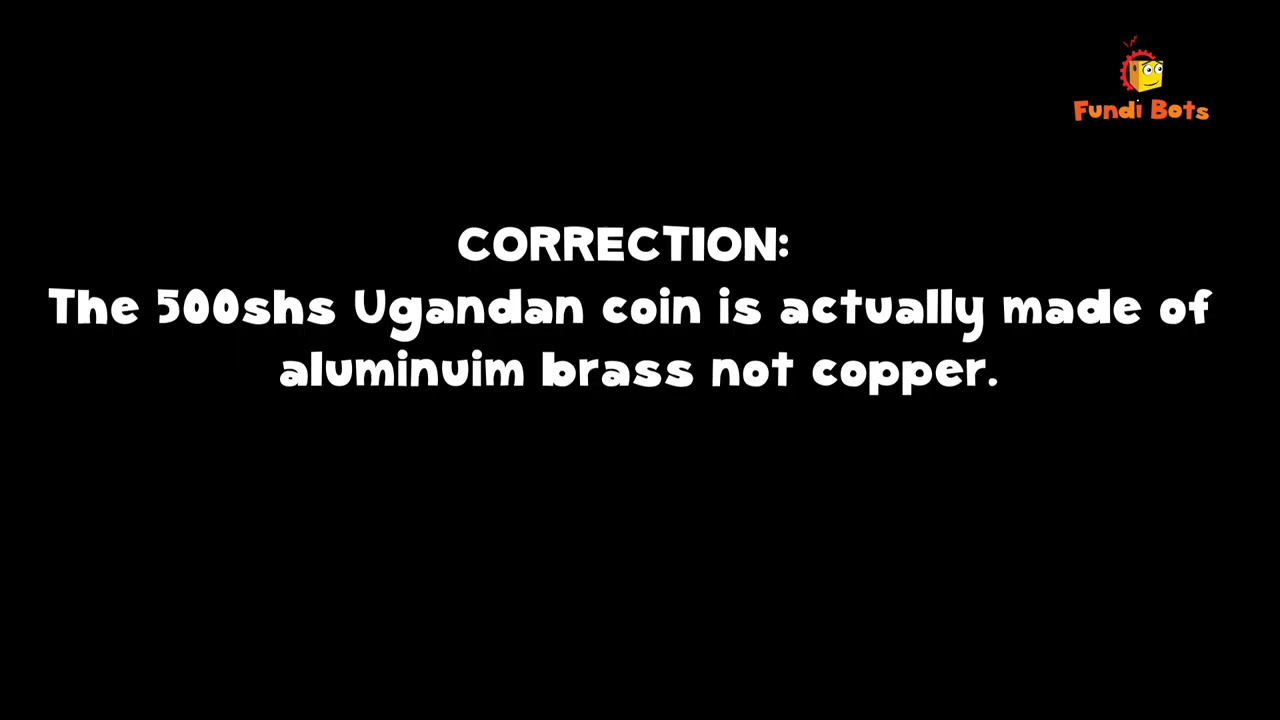 Fundi Bots
CORRECTION:
The 500shs Ugandan coin is actually made of
aluminuim brass not copper.